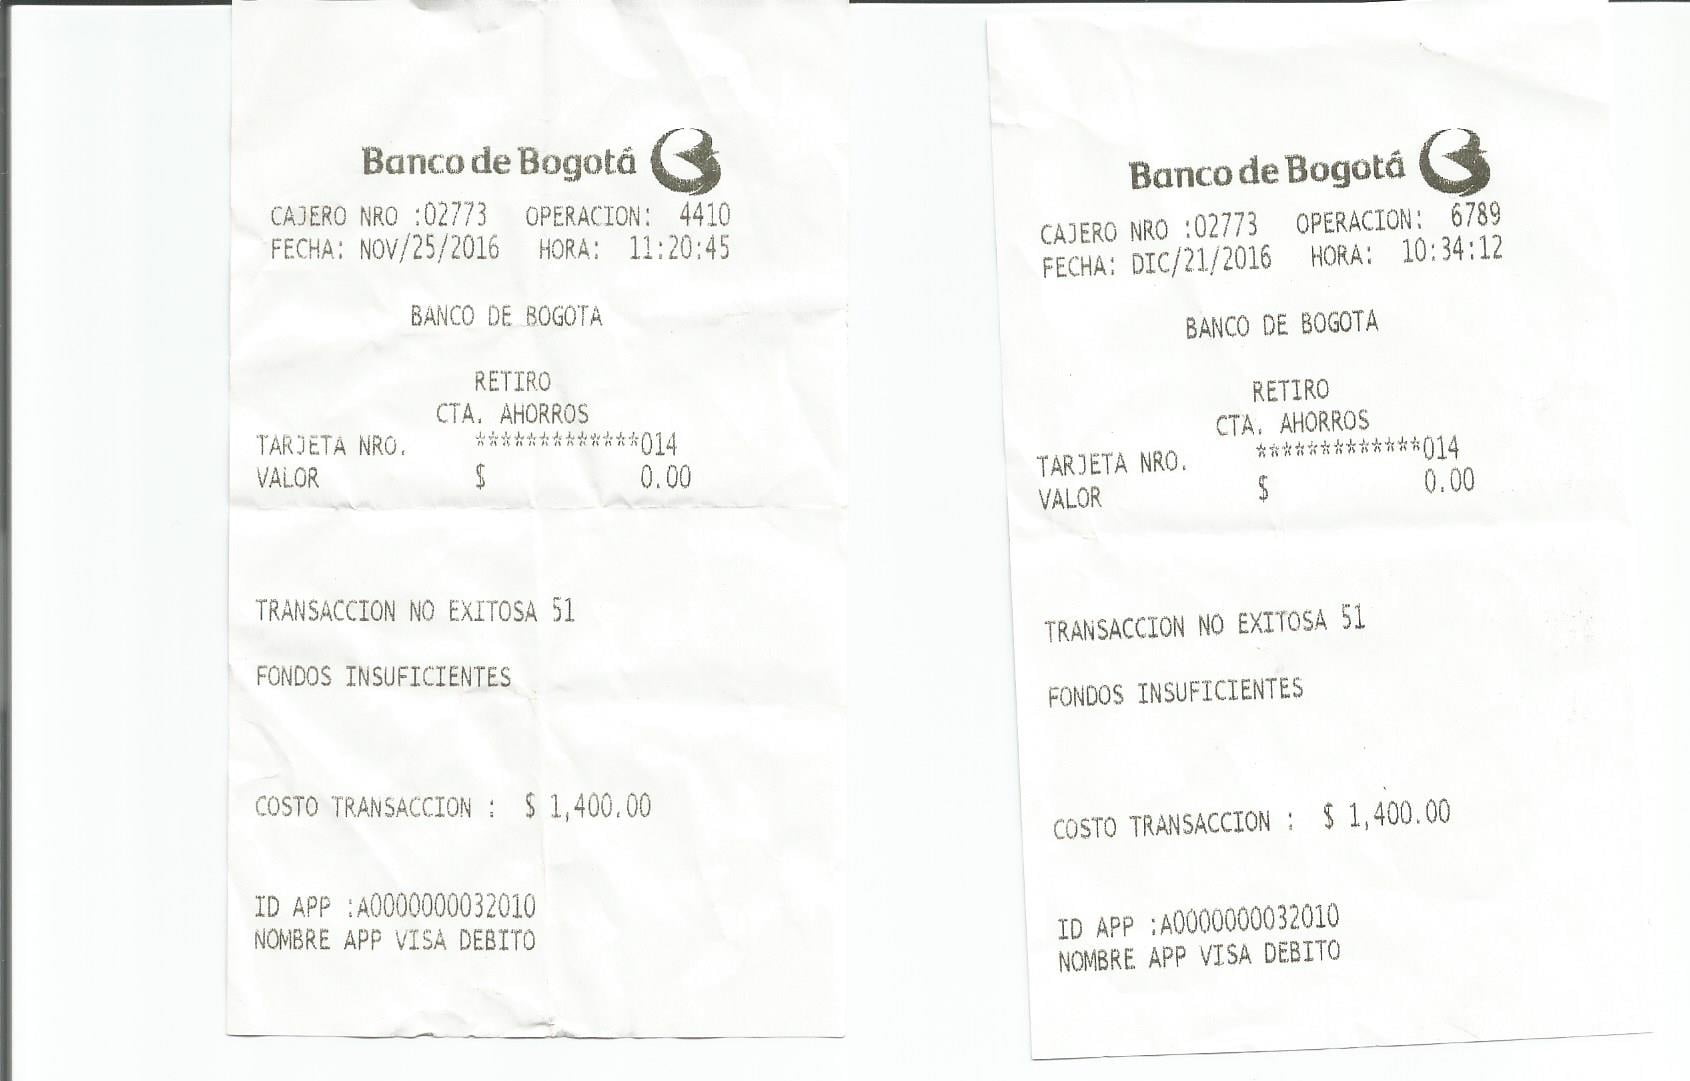 Banco de Bogotá
CAJERO NRO :02773 OPERACION: 4410
FECHA: NOV/25/2016 HORA: 11:20:45
BANCO DE BOGOTA
RETIRO
CTA. AHORROS
TARJETA NRO. *************014
VALOR $ 0.00
TRANSACCION NO EXITOSA 51
FONDOS INSUFICIENTES
COSTO TRANSACCION : $ 1,400.00
ID APP :A0000000032010
NOMBRE APP VISA DEBITO
Banco de Bogotá
CAJERO NRO :02773 OPERACION: 6789
FECHA: DIC/21/2016 HORA: 10:34:12
BANCO DE BOGOTA
RETIRO
CTA. AHORROS
TARJETA NRO. *************014
VALOR $ 0.00
TRANSACCION NO EXITOSA 51
FONDOS INSUFICIENTES
COSTO TRANSACCION : $ 1,400.00
ID APP :A0000000032010
NOMBRE APP VISA DEBITO